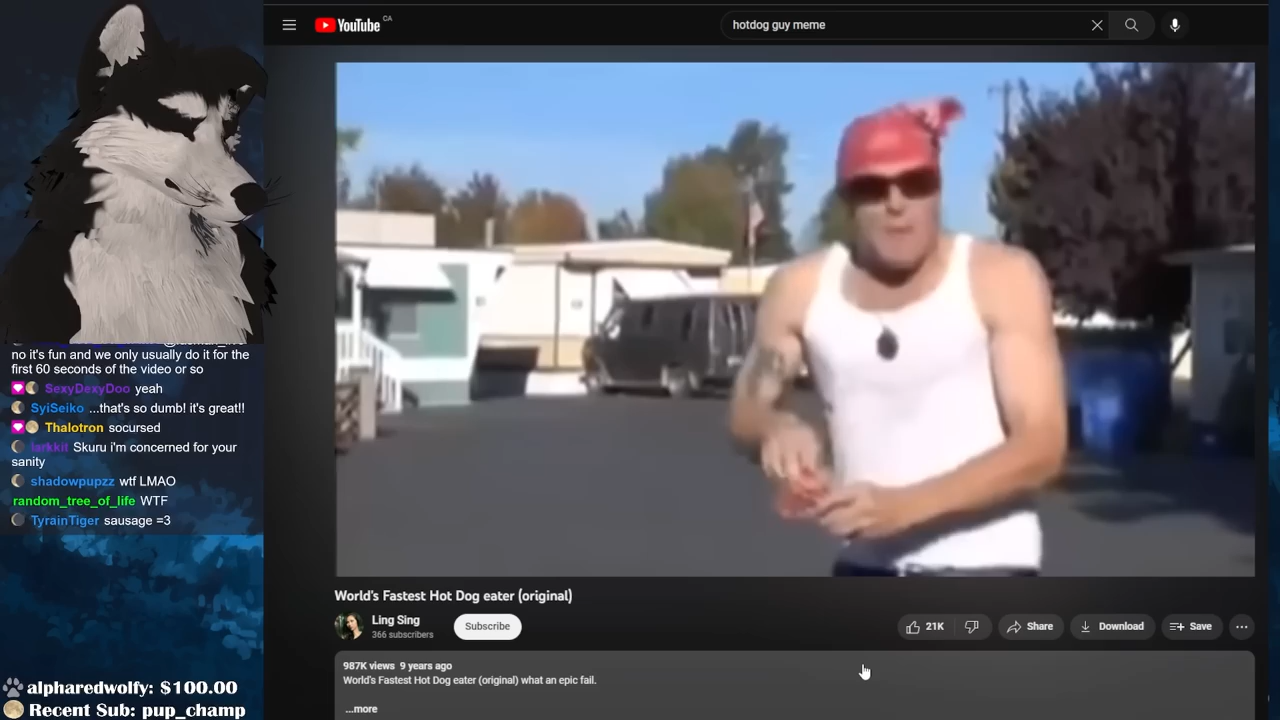 YouTube CA
hotdog guy meme
no it's fun and we only usually do it for the
first 60 seconds of the video or so
SexyDexyDoo yeah
SyiSeiko ...that's so dumb! it's great!!
Thalotron socursed
larkkit Skuru i'm concerned for your
sanity
shadowpupzz wtf LMAO
random_tree_of_life WTF
TyrainTiger sausage =3
World's Fastest Hot Dog eater (original)
Ling Sing
366 subscribers
Subscribe
21K
Share
Download
Save
987K views 9 years ago
World's Fastest Hot Dog eater (original) what an epic fail.
...more
alpharedwolfy: $100.00
Recent Sub: pup_champ